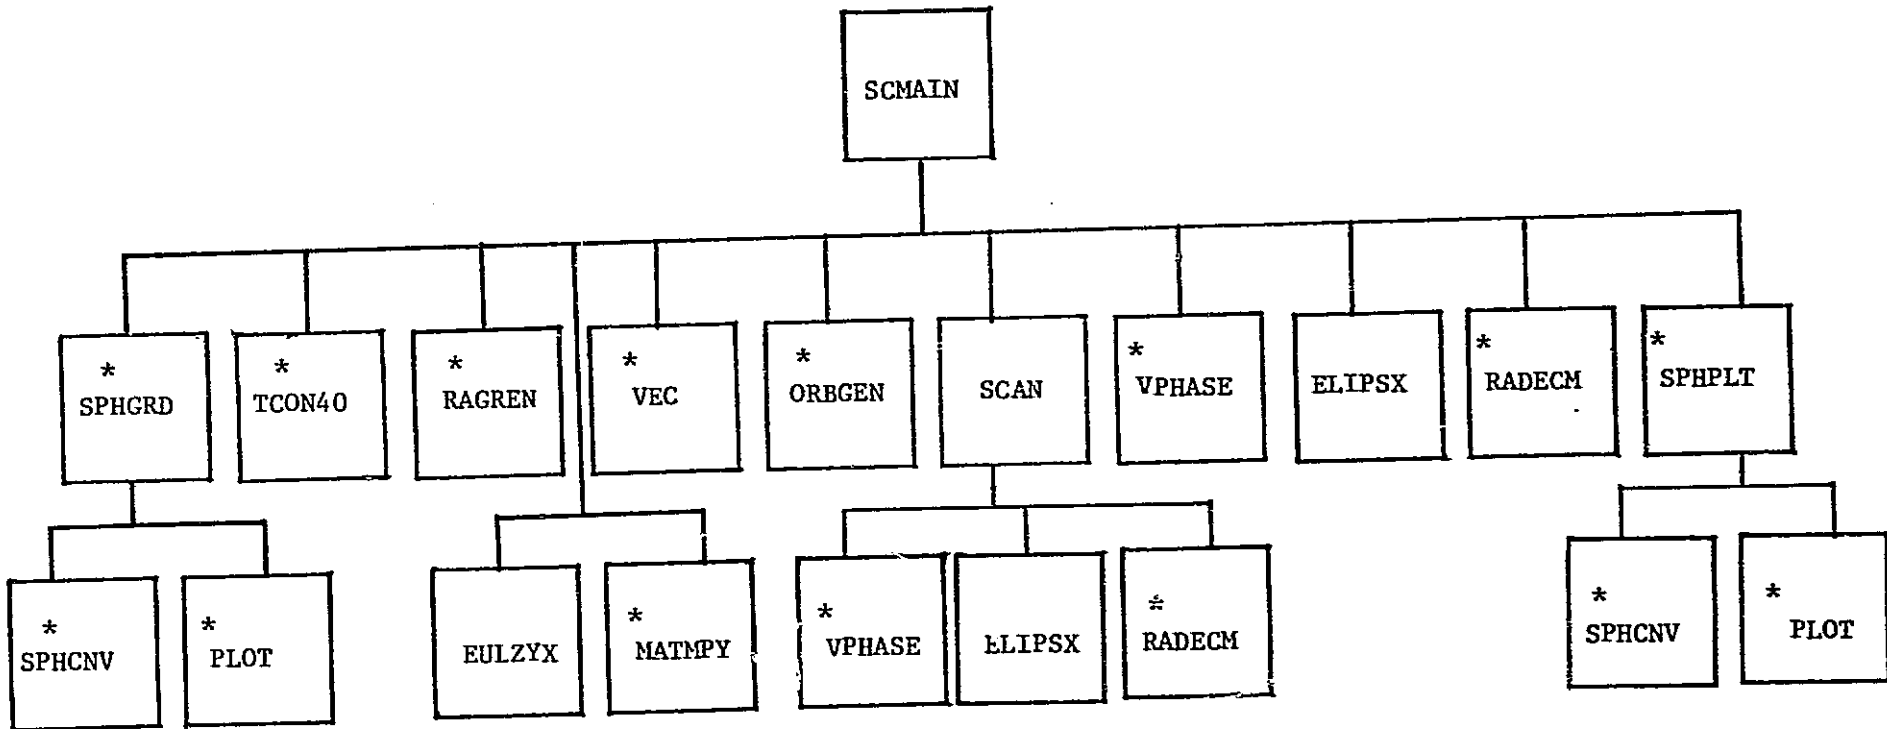 SCMAIN
*
SPHGRD
*
TCON40
*
RAGREN
*
VEC
*
ORBGEN
SCAN
*
VPHASE
ELIPSX
*
RADECM
*
SPHPLT
*
SPHCNV
*
PLOT
EULZYX
*
MATMPY
*
VPHASE
ELIPSX
*
RADECM
*
SPHCNV
*
PLOT